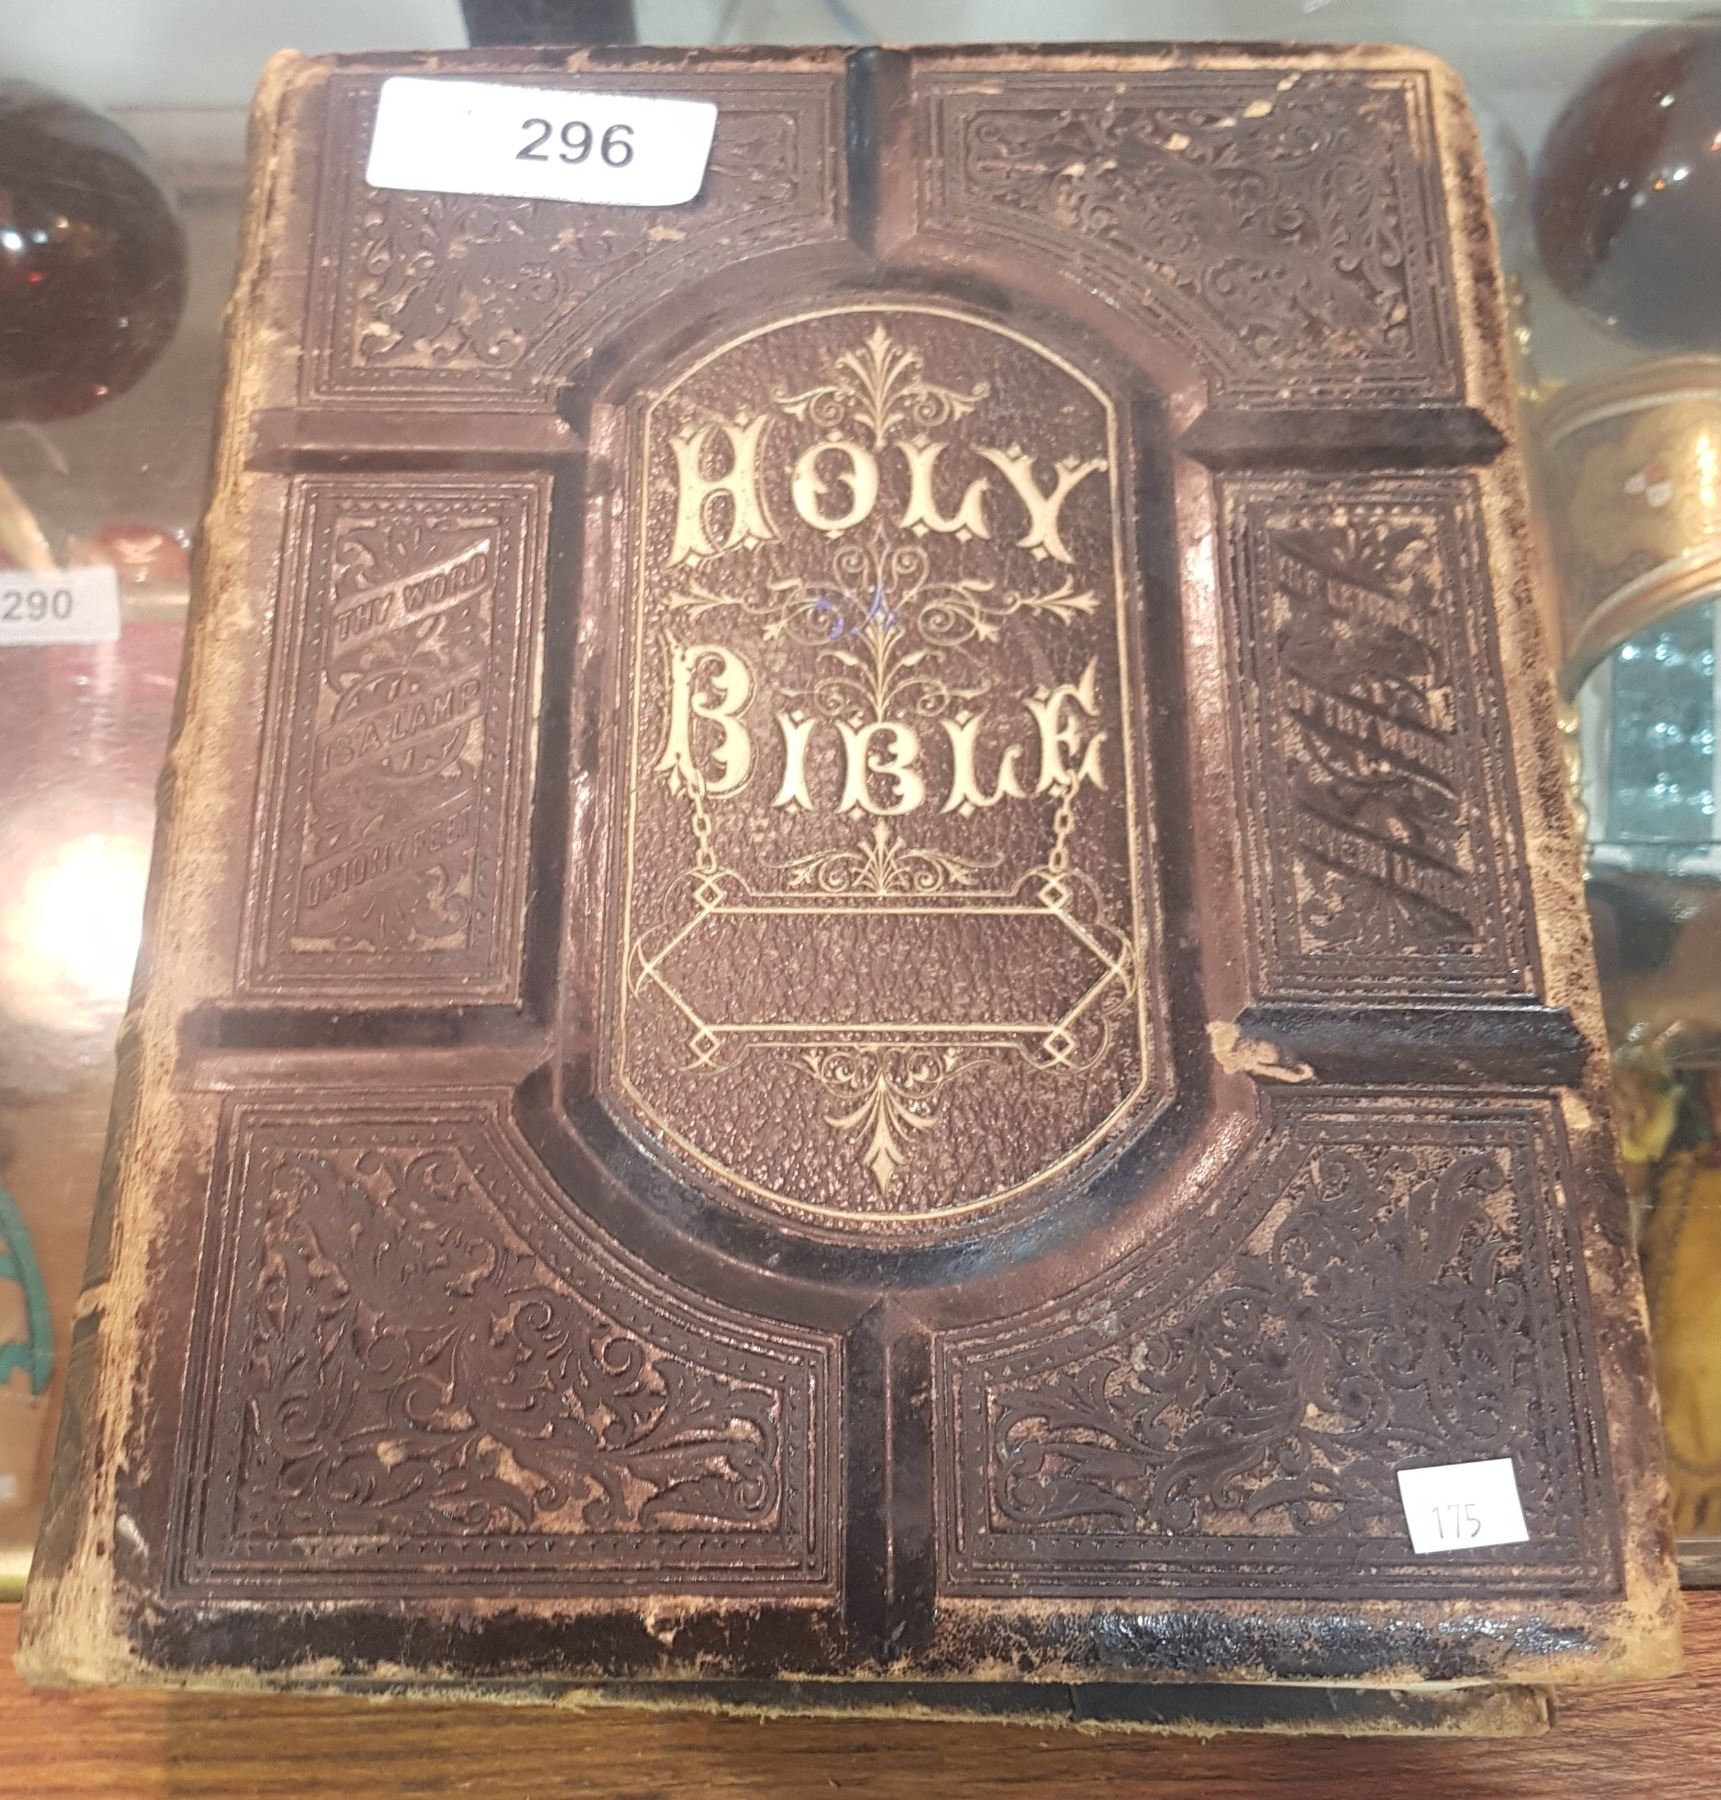 296
HOLY
BIBLE
290
THY WORD
IS A LAMP
UNTO MY FEET
OF THY WORD
175